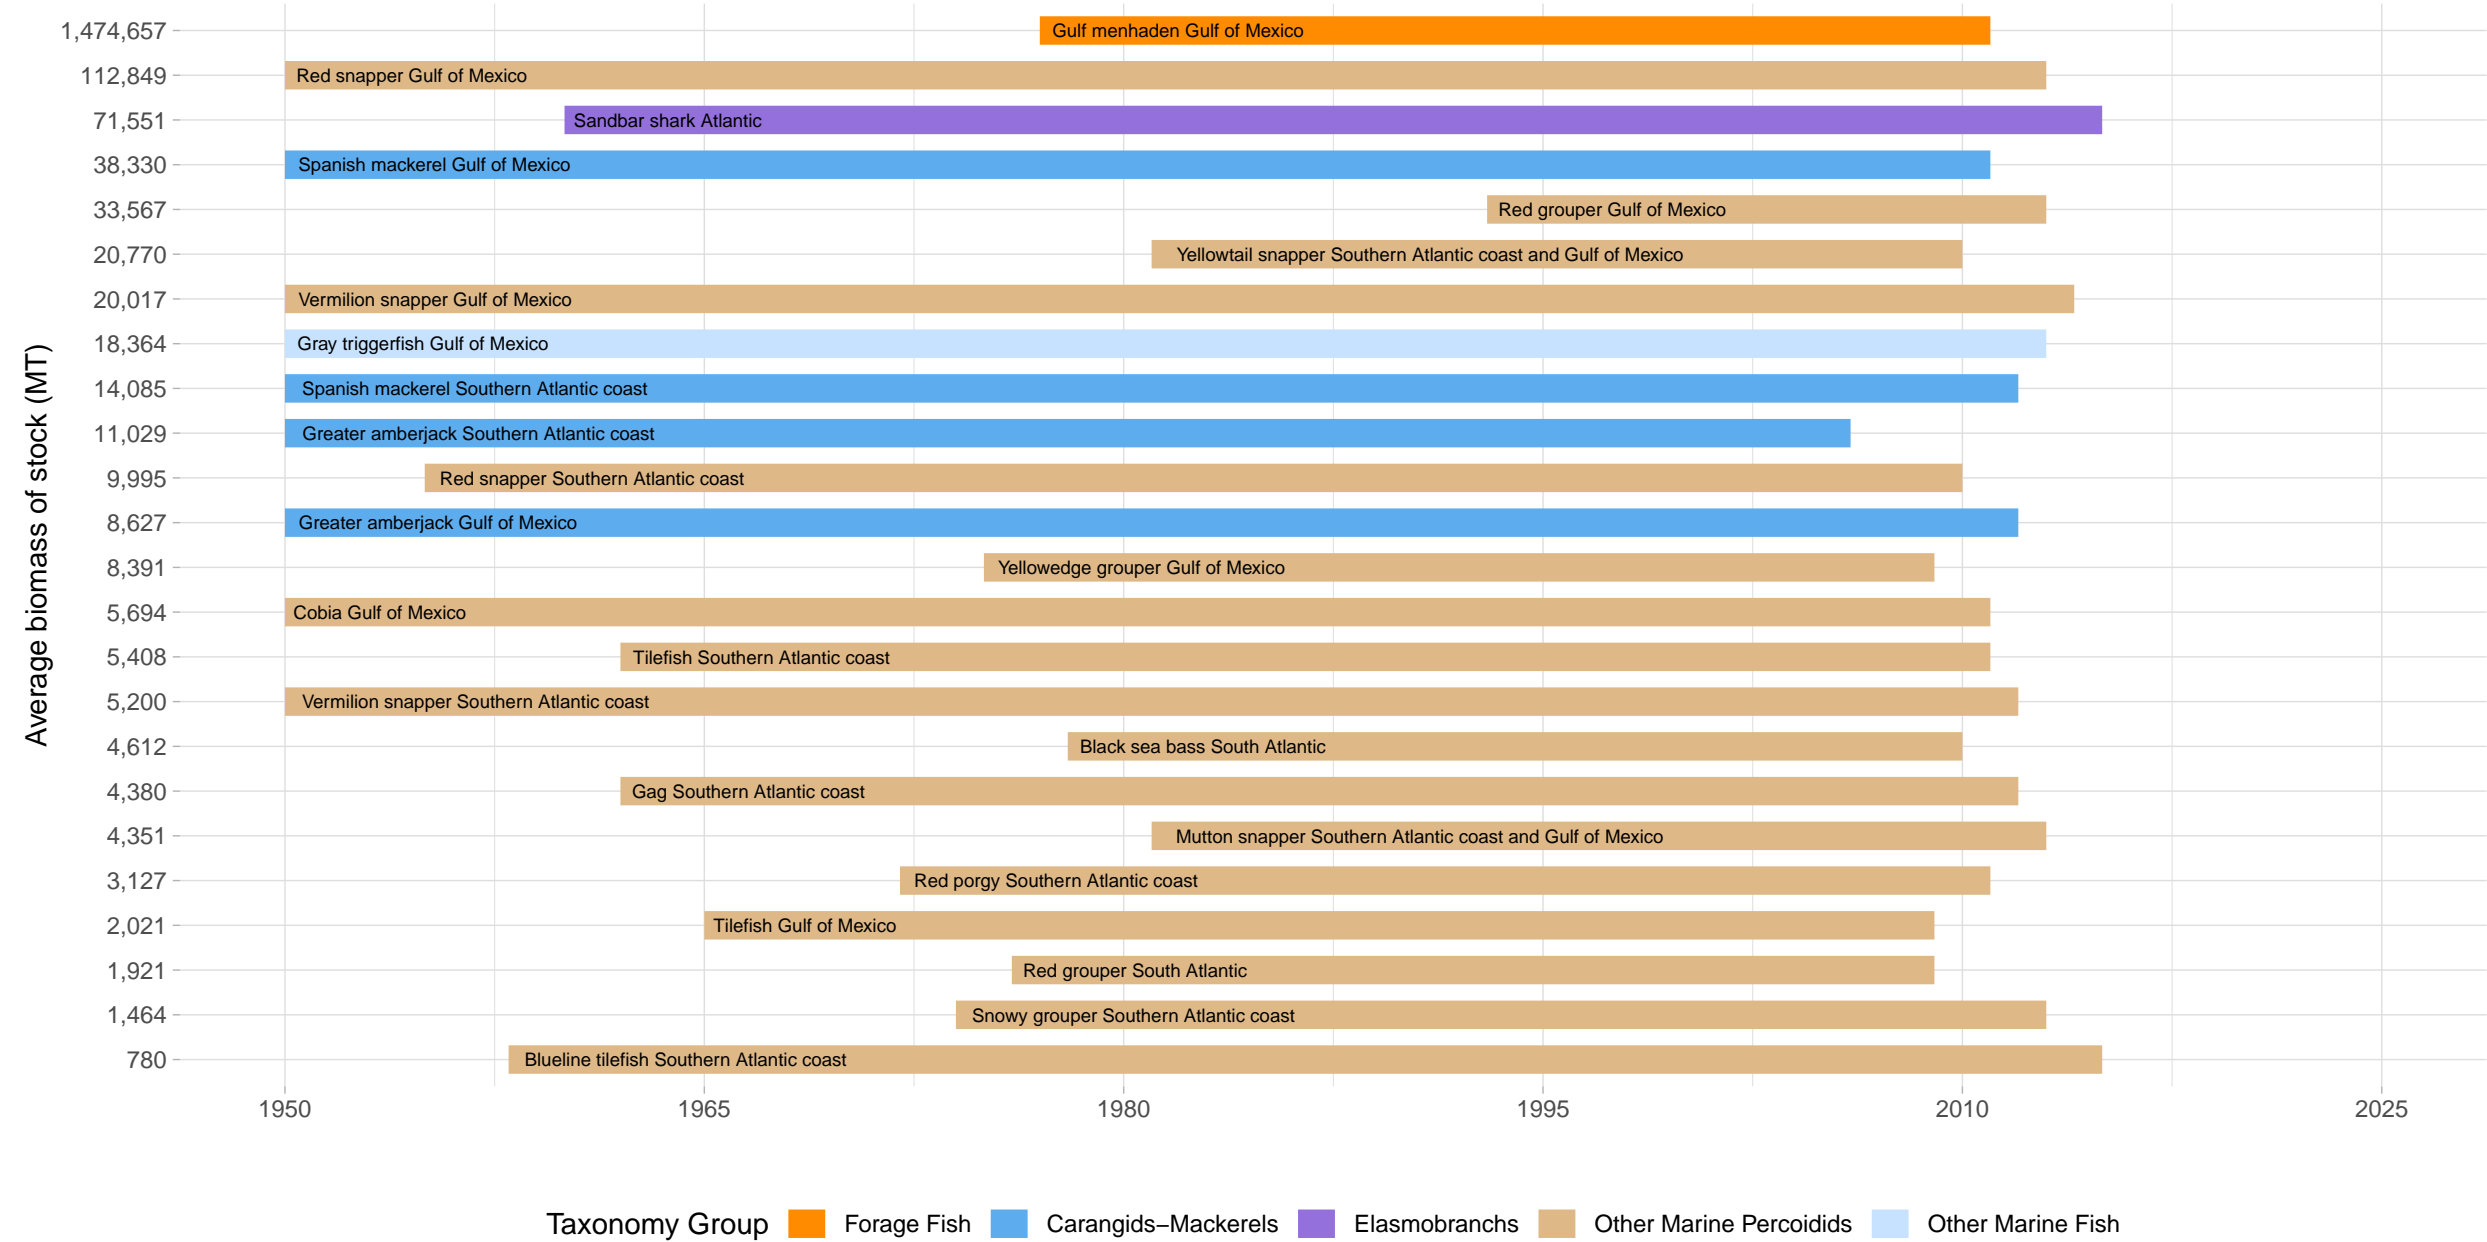 1,474,657 Gulf menhaden Gulf of Mexico
112,849 Red snapper Gulf of Mexico
71,551 Sandbar shark Atlantic
38,330 Spanish mackerel Gulf of Mexico
33,567 Red grouper Gulf of Mexico
20,770 Yellowtail snapper Southern Atlantic coast and Gulf of Mexico
20,017 Vermilion snapper Gulf of Mexico
18,364 Gray triggerfish Gulf of Mexico
14,085 Spanish mackerel Southern Atlantic coast
11,029 Greater amberjack Southern Atlantic coast
9,995 Red snapper Southern Atlantic coast
8,627 Greater amberjack Gulf of Mexico
8,391 Yellowedge grouper Gulf of Mexico
5,694 Cobia Gulf of Mexico
5,408 Tilefish Southern Atlantic coast
5,200 Vermilion snapper Southern Atlantic coast
4,612 Black sea bass South Atlantic
4,380 Gag Southern Atlantic coast
4,351 Mutton snapper Southern Atlantic coast and Gulf of Mexico
3,127 Red porgy Southern Atlantic coast
2,021 Tilefish Gulf of Mexico
1,921 Red grouper South Atlantic
1,464 Snowy grouper Southern Atlantic coast
780 Blueline tilefish Southern Atlantic coast
Average biomass of stock (MT)
1950 1965 1980 1995 2010 2025
Taxonomy Group Forage Fish Carangids−Mackerels Elasmobranchs Other Marine Percoidids Other Marine Fish